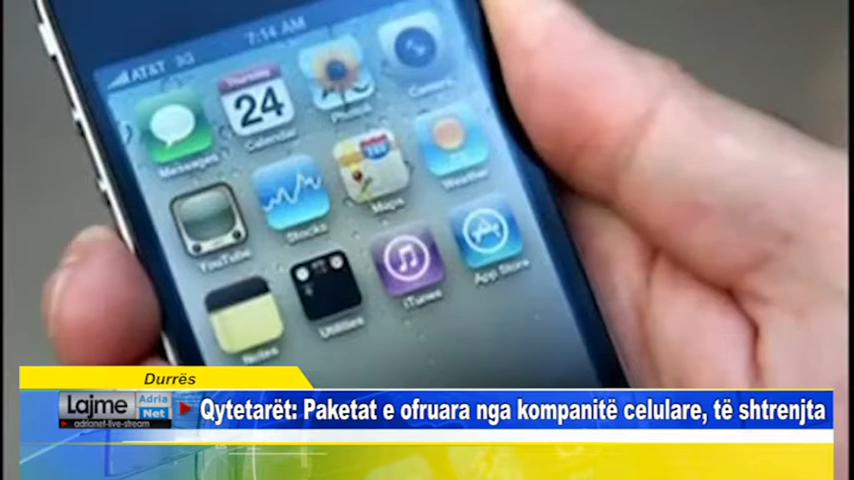 AT&T 3G
7:14 AM
Thursday
24
Messages
Calendar
Photos
Camera
280
YouTube
Stocks
Maps
Weather
Notes
Utilities
iTunes
App Store
Durrës
Lajme Adria Net
adrianet-live-stream
Qytetarët: Paketat e ofruara nga kompanitë celulare, të shtrenjta